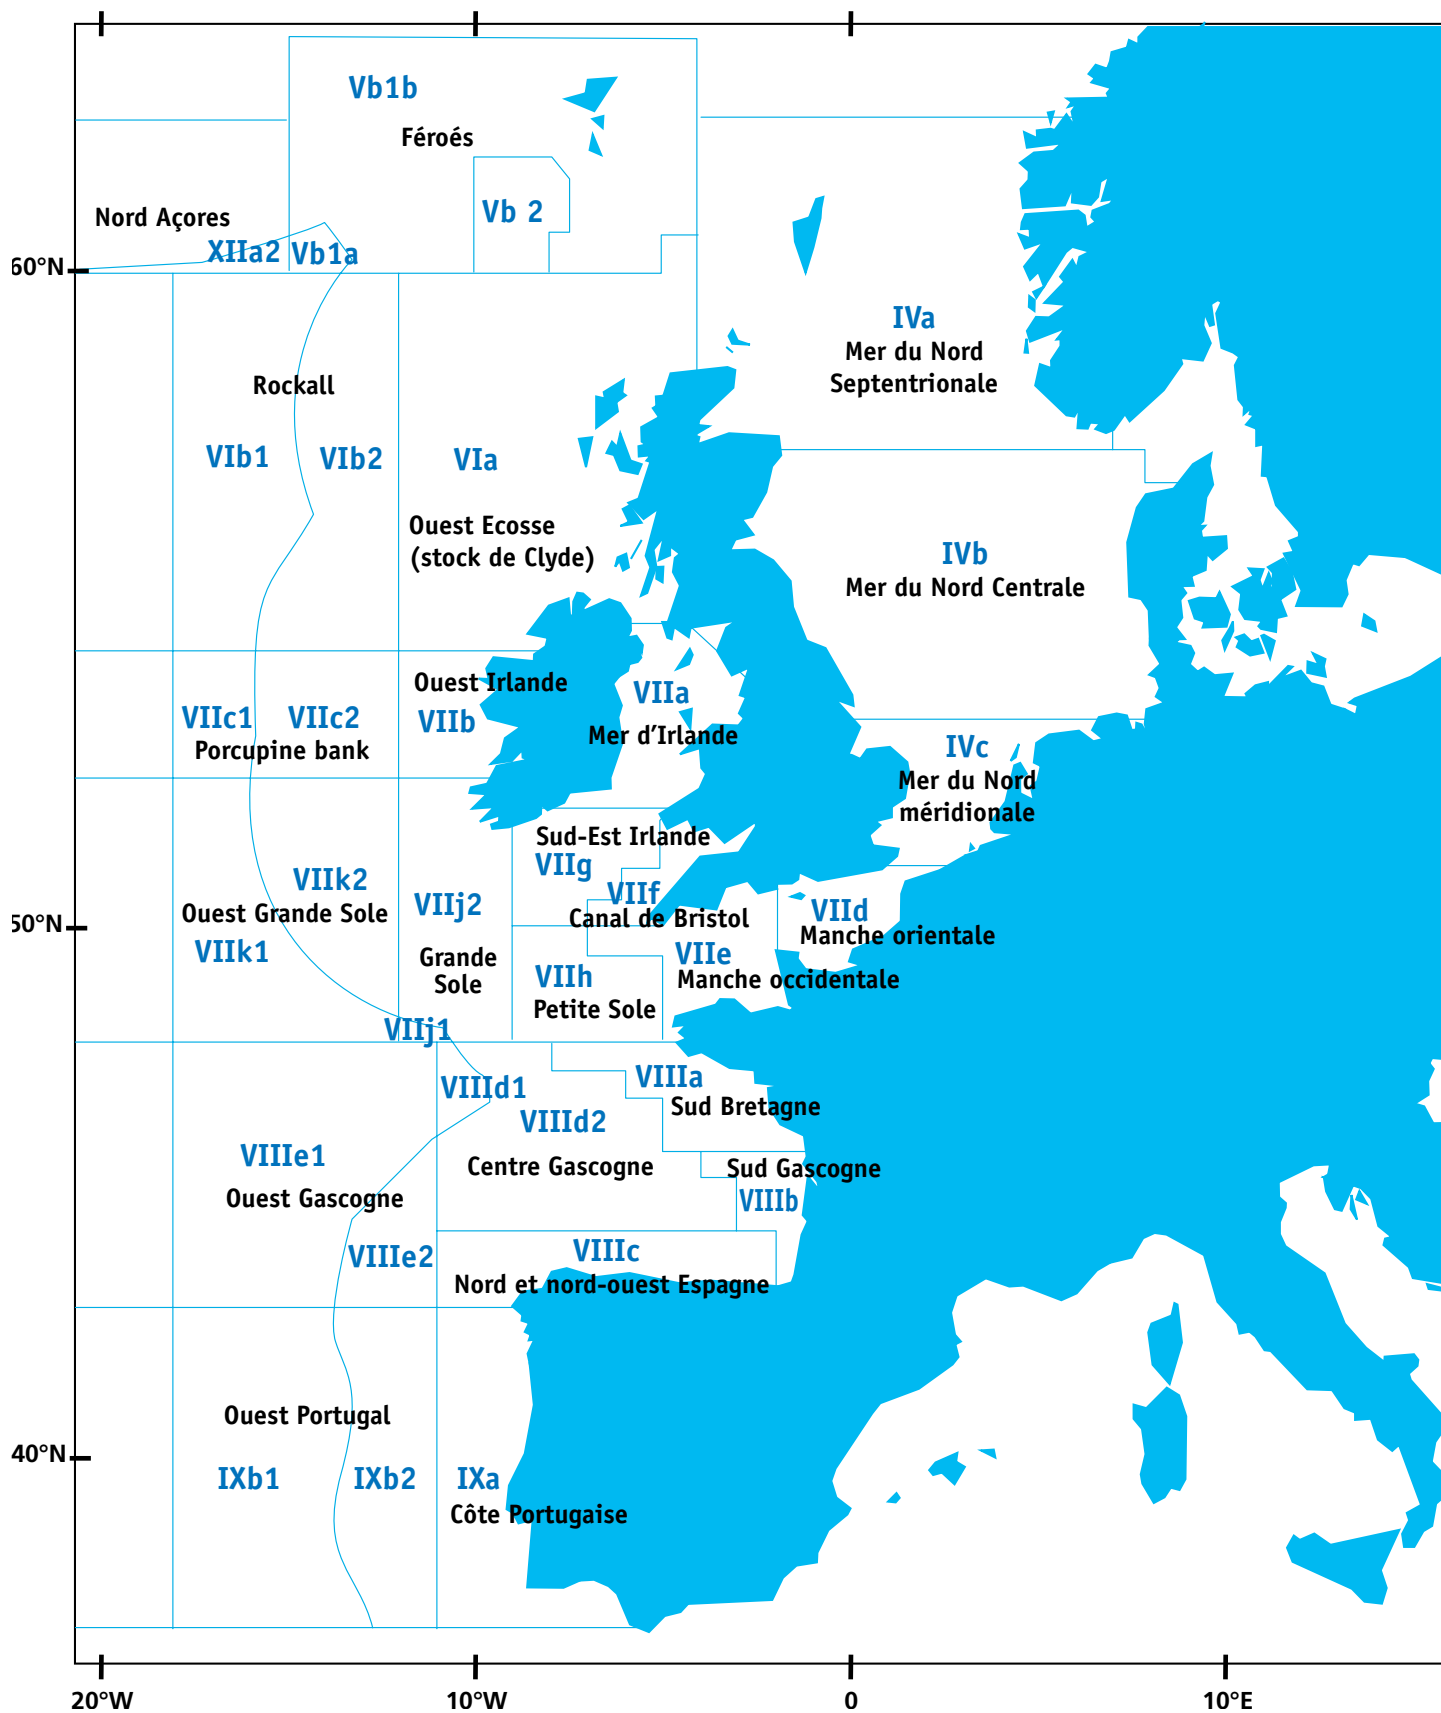 Vb1b
Féroés
Vb 2
Nord Açores
XIIa2
Vb1a
60°N
IVa
Mer du Nord
Septentrionale
Rockall
VIb1
VIb2
VIa
Ouest Ecosse
(stock de Clyde)
IVb
Mer du Nord Centrale
Ouest Irlande
VIIa
VIIc1
VIIc2
VIIb
Porcupine bank
Mer d'Irlande
IVc
Mer du Nord
méridionale
Sud-Est Irlande
VIIg
VIIk2
VIIf
VIIj2
VIId
Ouest Grande Sole
Canal de Bristol
50°N
Manche orientale
VIIk1
Grande
Sole
VIIe
VIIh
Manche occidentale
Petite Sole
VIIj1
VIIId1
VIIIa
Sud Bretagne
VIIId2
VIIIe1
Centre Gascogne
Sud Gascogne
Ouest Gascogne
VIIIb
VIIIe2
VIIIc
Nord et nord-ouest Espagne
Ouest Portugal
40°N
IXb1
IXb2
IXa
Côte Portugaise
20°W
10°W
0
10°E